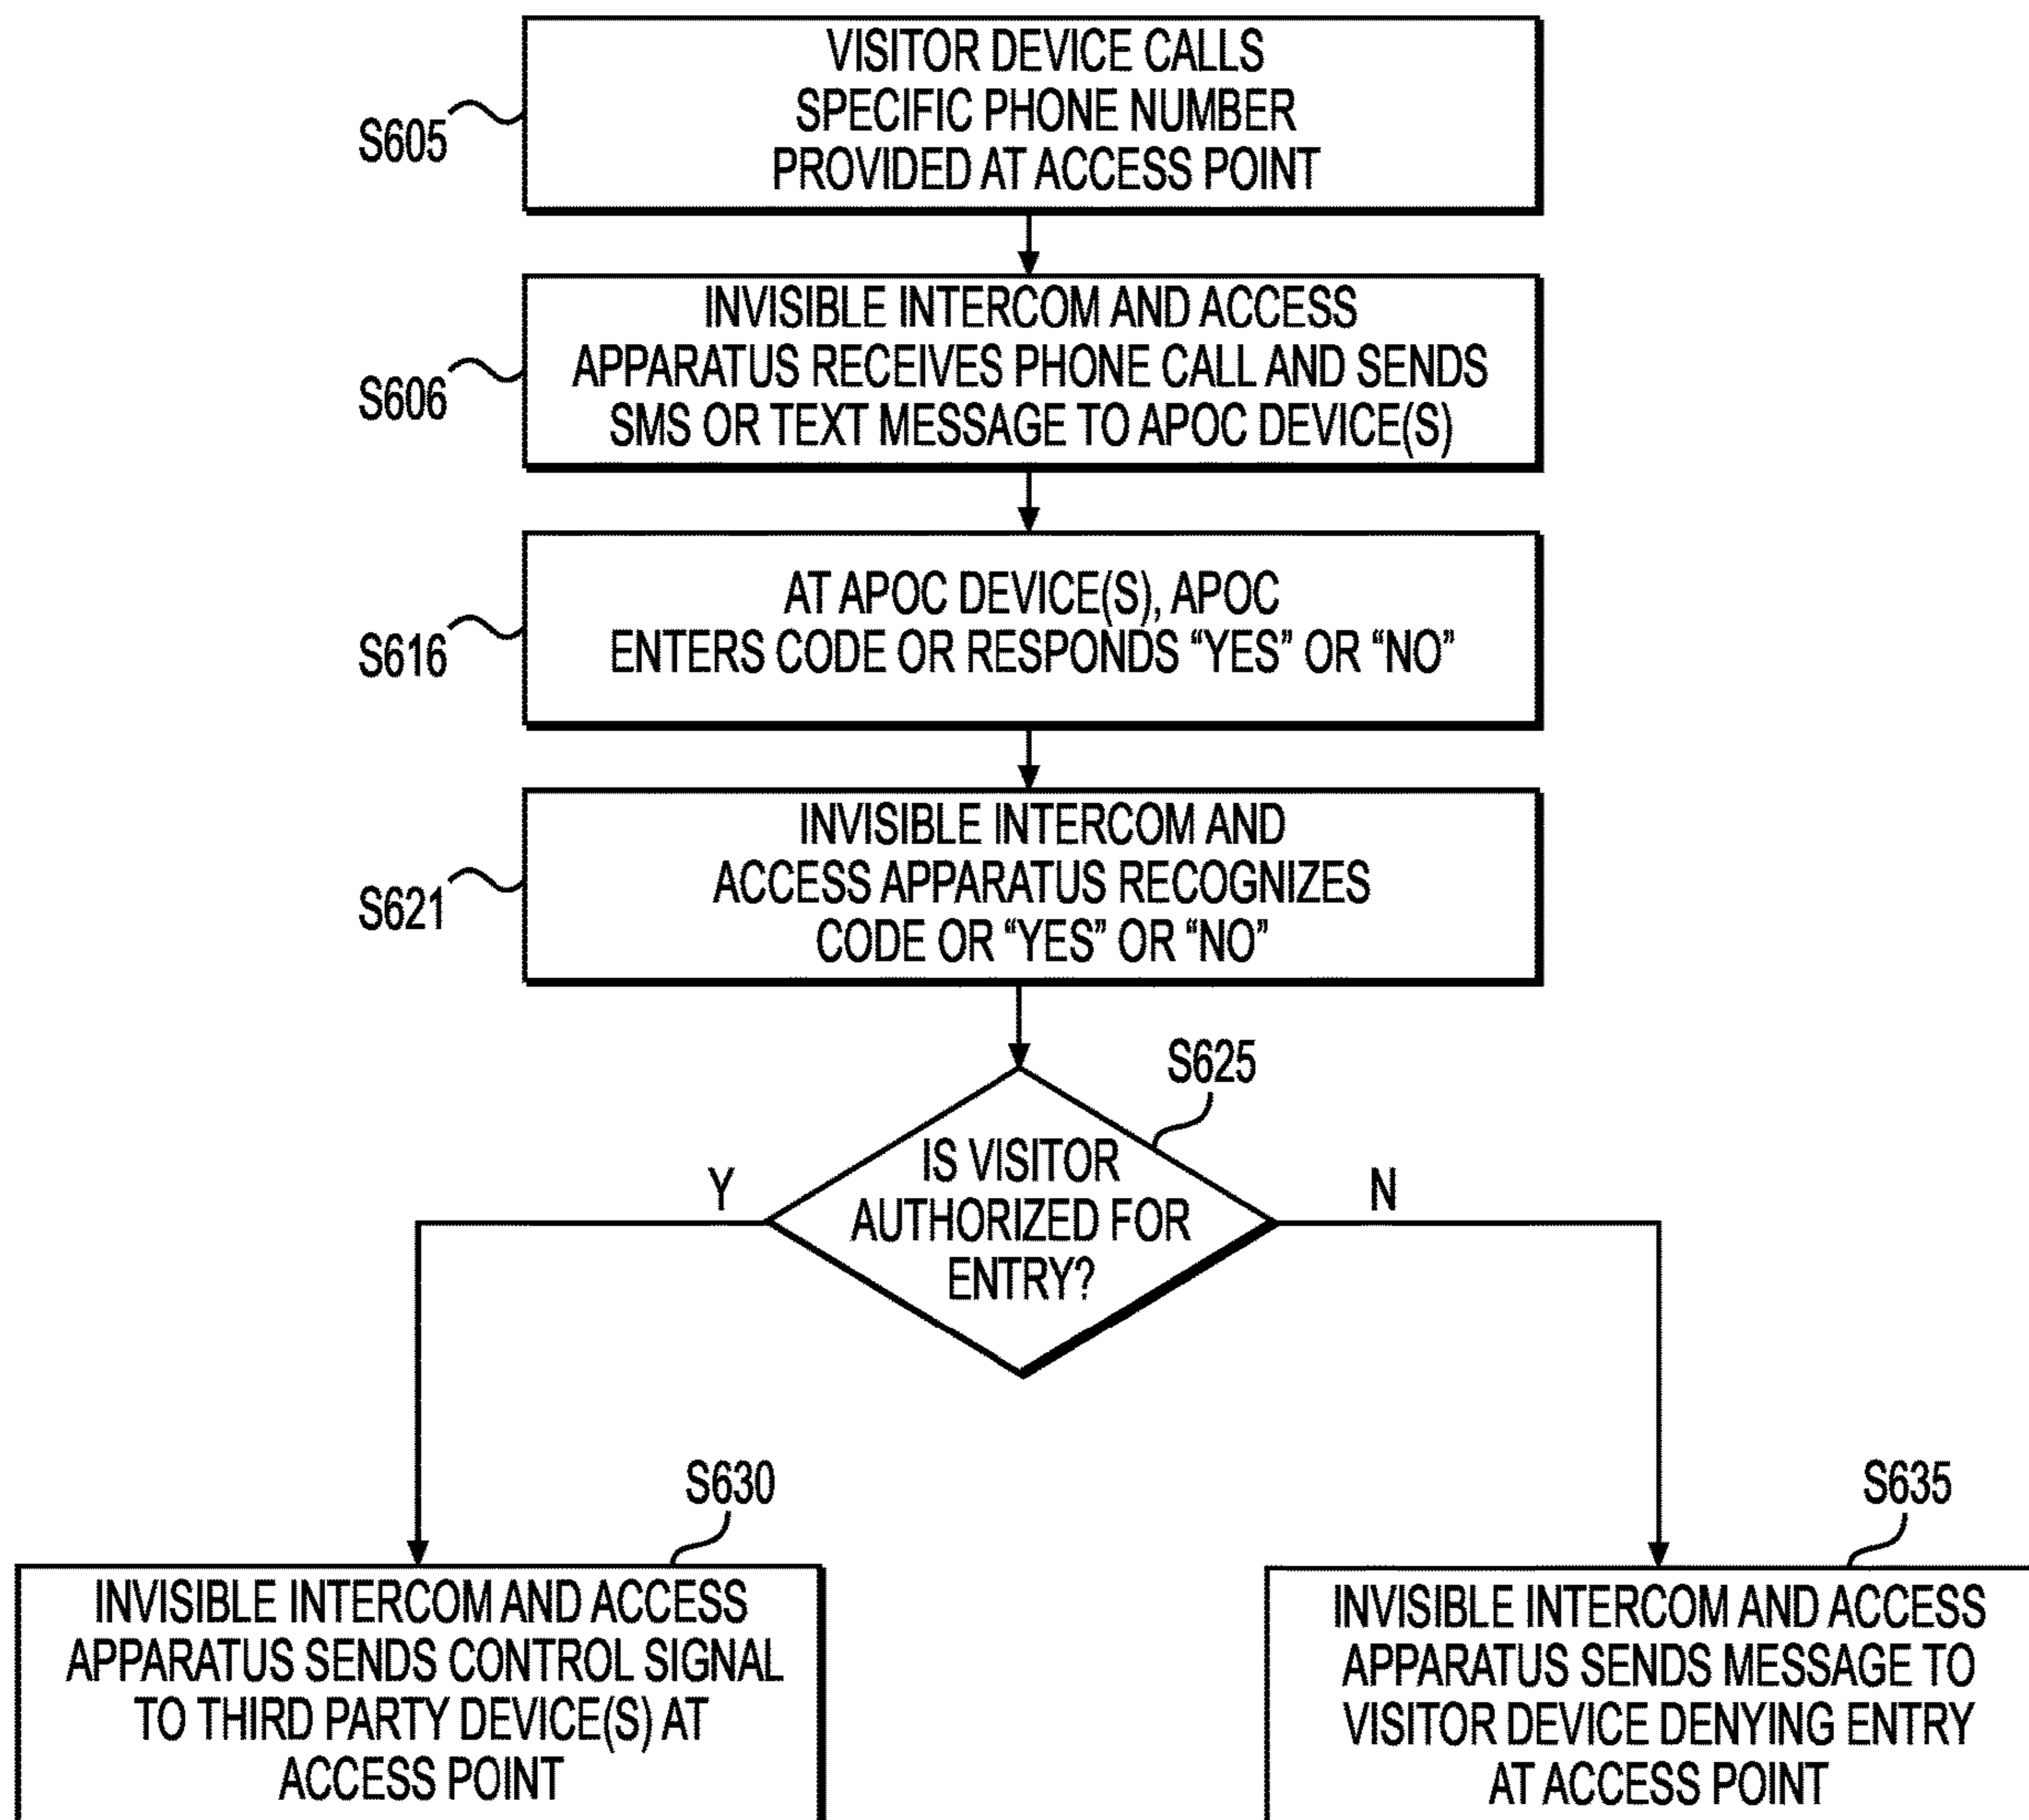 VISITOR DEVICE CALLS
SPECIFIC PHONE NUMBER
PROVIDED AT ACCESS POINT
S605
INVISIBLE INTERCOM AND ACCESS
APPARATUS RECEIVES PHONE CALL AND SENDS
SMS OR TEXT MESSAGE TO APOC DEVICE(S)
S606
AT APOC DEVICE(S), APOC
ENTERS CODE OR RESPONDS “YES” OR “NO”
S616
INVISIBLE INTERCOM AND
ACCESS APPARATUS RECOGNIZES
CODE OR “YES” OR “NO”
S621
S625
IS VISITOR
AUTHORIZED FOR
ENTRY?
Y
N
S630
INVISIBLE INTERCOM AND ACCESS
APPARATUS SENDS CONTROL SIGNAL
TO THIRD PARTY DEVICE(S) AT
ACCESS POINT
S635
INVISIBLE INTERCOM AND ACCESS
APPARATUS SENDS MESSAGE TO
VISITOR DEVICE DENYING ENTRY
AT ACCESS POINT